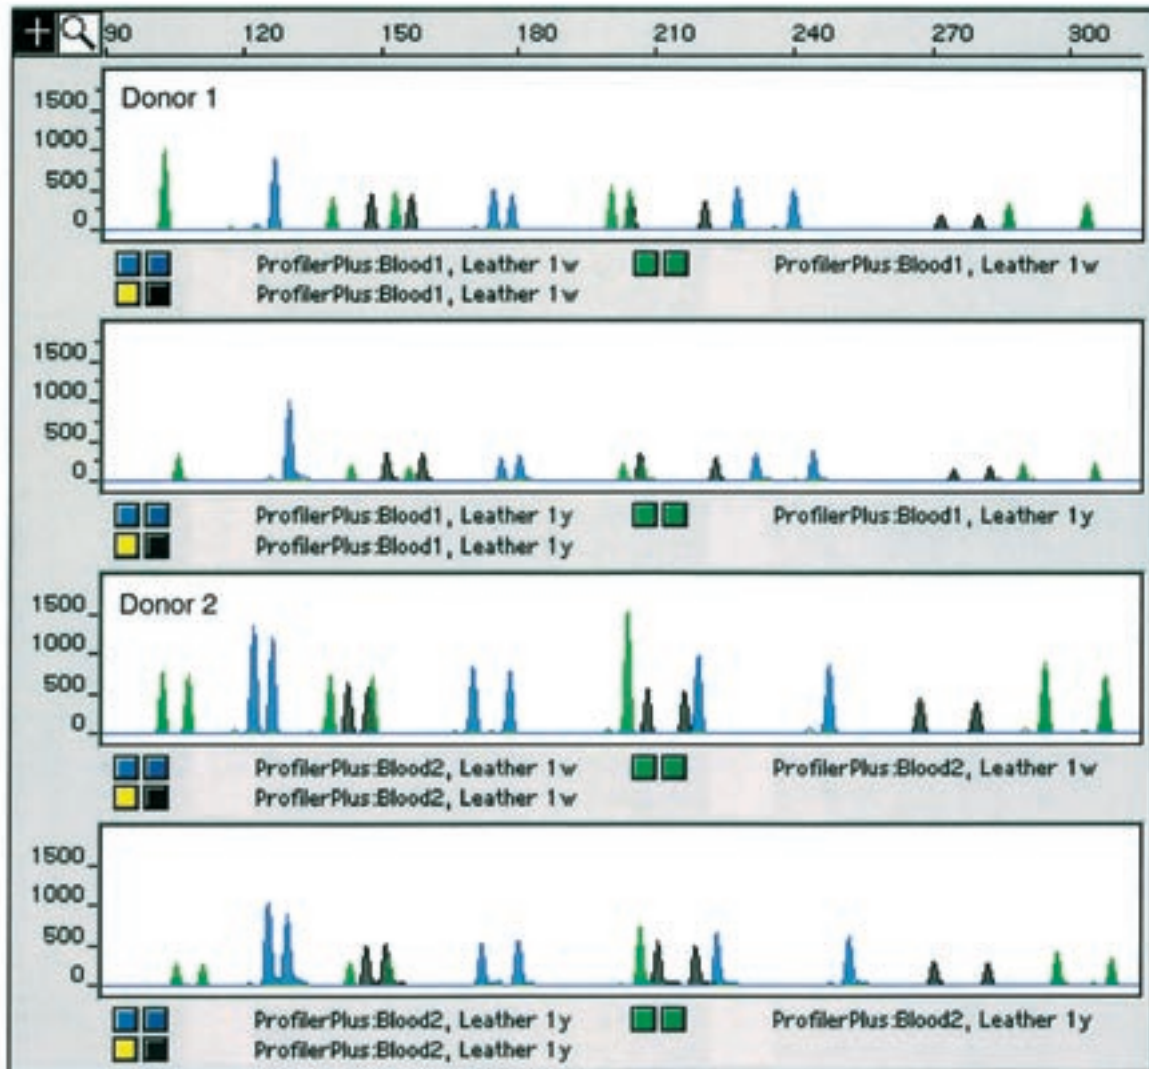 90 120 150 180 210 240 270 300
Donor 1
1500
1000
500
0
ProfilerPlus:Blood1, Leather 1w ProfilerPlus:Blood1, Leather 1w
ProfilerPlus:Blood1, Leather 1w
1500
1000
500
0
ProfilerPlus:Blood1, Leather 1y ProfilerPlus:Blood1, Leather 1y
ProfilerPlus:Blood1, Leather 1y
Donor 2
1500
1000
500
0
ProfilerPlus:Blood2, Leather 1w ProfilerPlus:Blood2, Leather 1w
ProfilerPlus:Blood2, Leather 1w
1500
1000
500
0
ProfilerPlus:Blood2, Leather 1y ProfilerPlus:Blood2, Leather 1y
ProfilerPlus:Blood2, Leather 1y